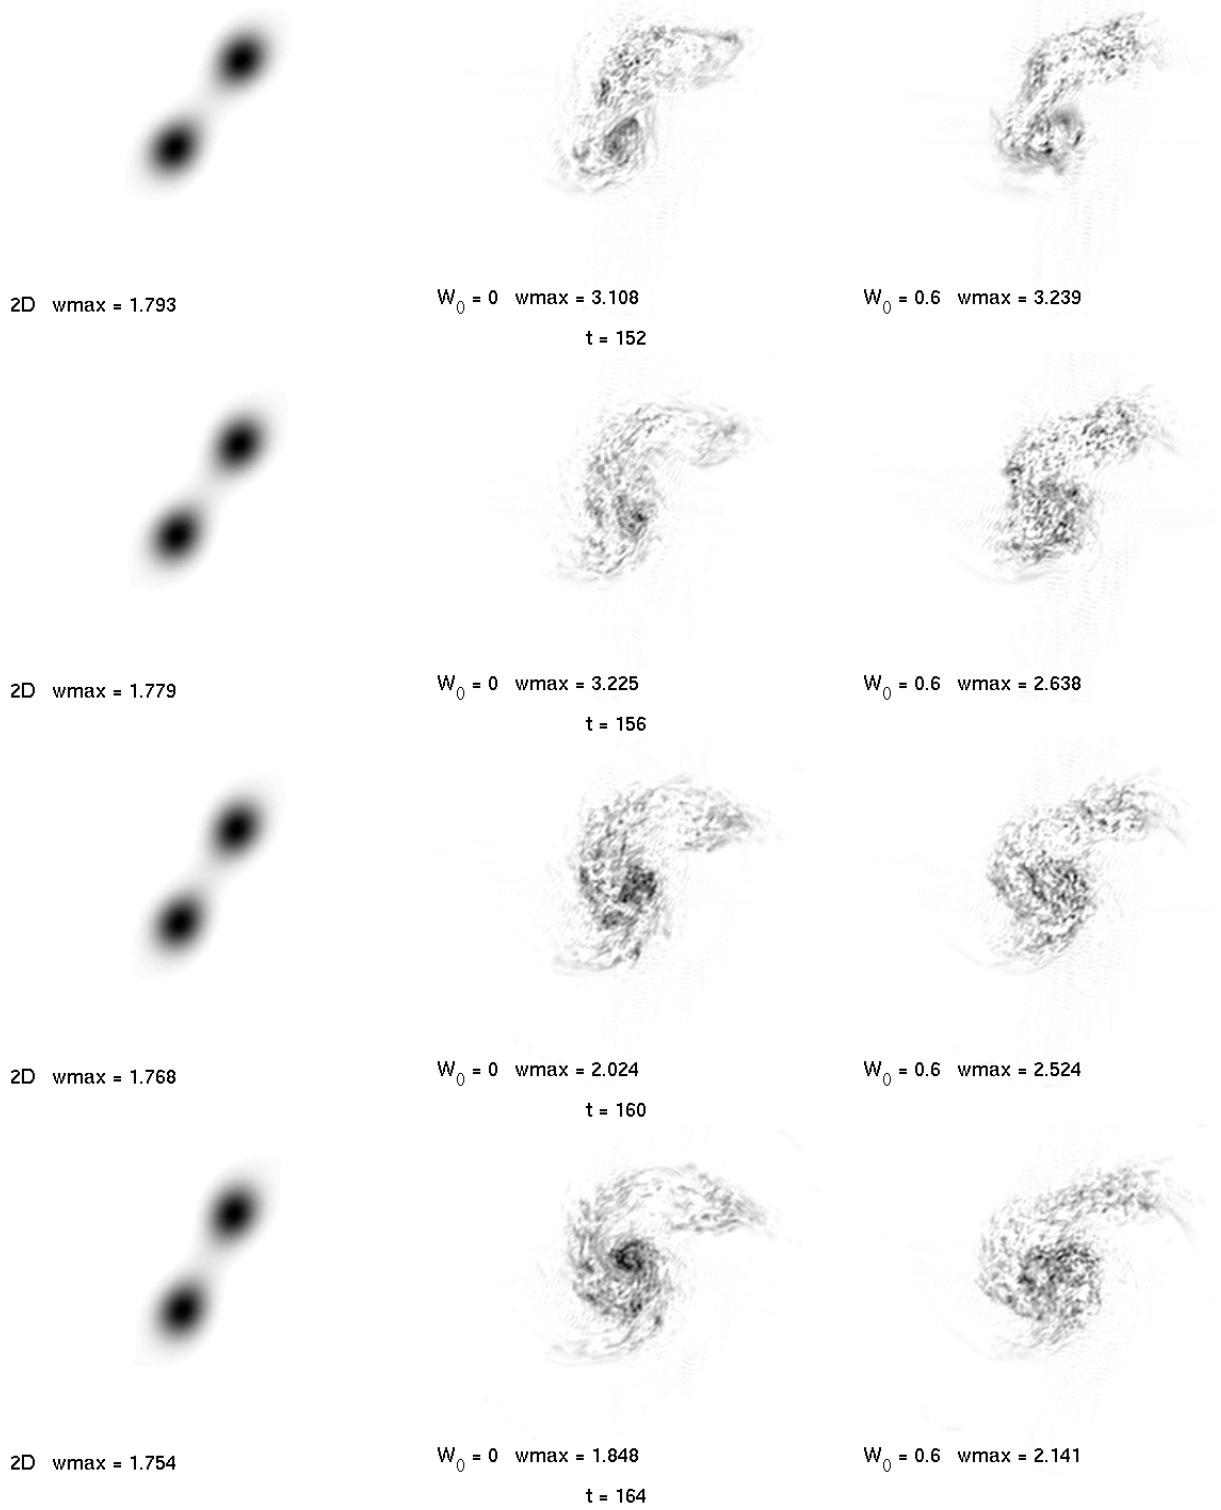 2D wmax = 1.793 W0 = 0 wmax = 3.108 W0 = 0.6 wmax = 3.239
t = 152
2D wmax = 1.779 W0 = 0 wmax = 3.225 W0 = 0.6 wmax = 2.638
t = 156
2D wmax = 1.768 W0 = 0 wmax = 2.024 W0 = 0.6 wmax = 2.524
t = 160
2D wmax = 1.754 W0 = 0 wmax = 1.848 W0 = 0.6 wmax = 2.141
t = 164